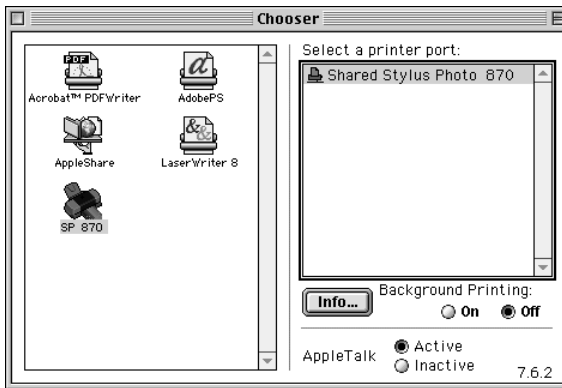 Chooser
PDF
Acrobat™ PDFWriter
AdobePS
AppleShare
LaserWriter 8
SP 870
Select a printer port:
Shared Stylus Photo 870
Info...
Background Printing:
On Off
AppleTalk
Active
Inactive
7.6.2